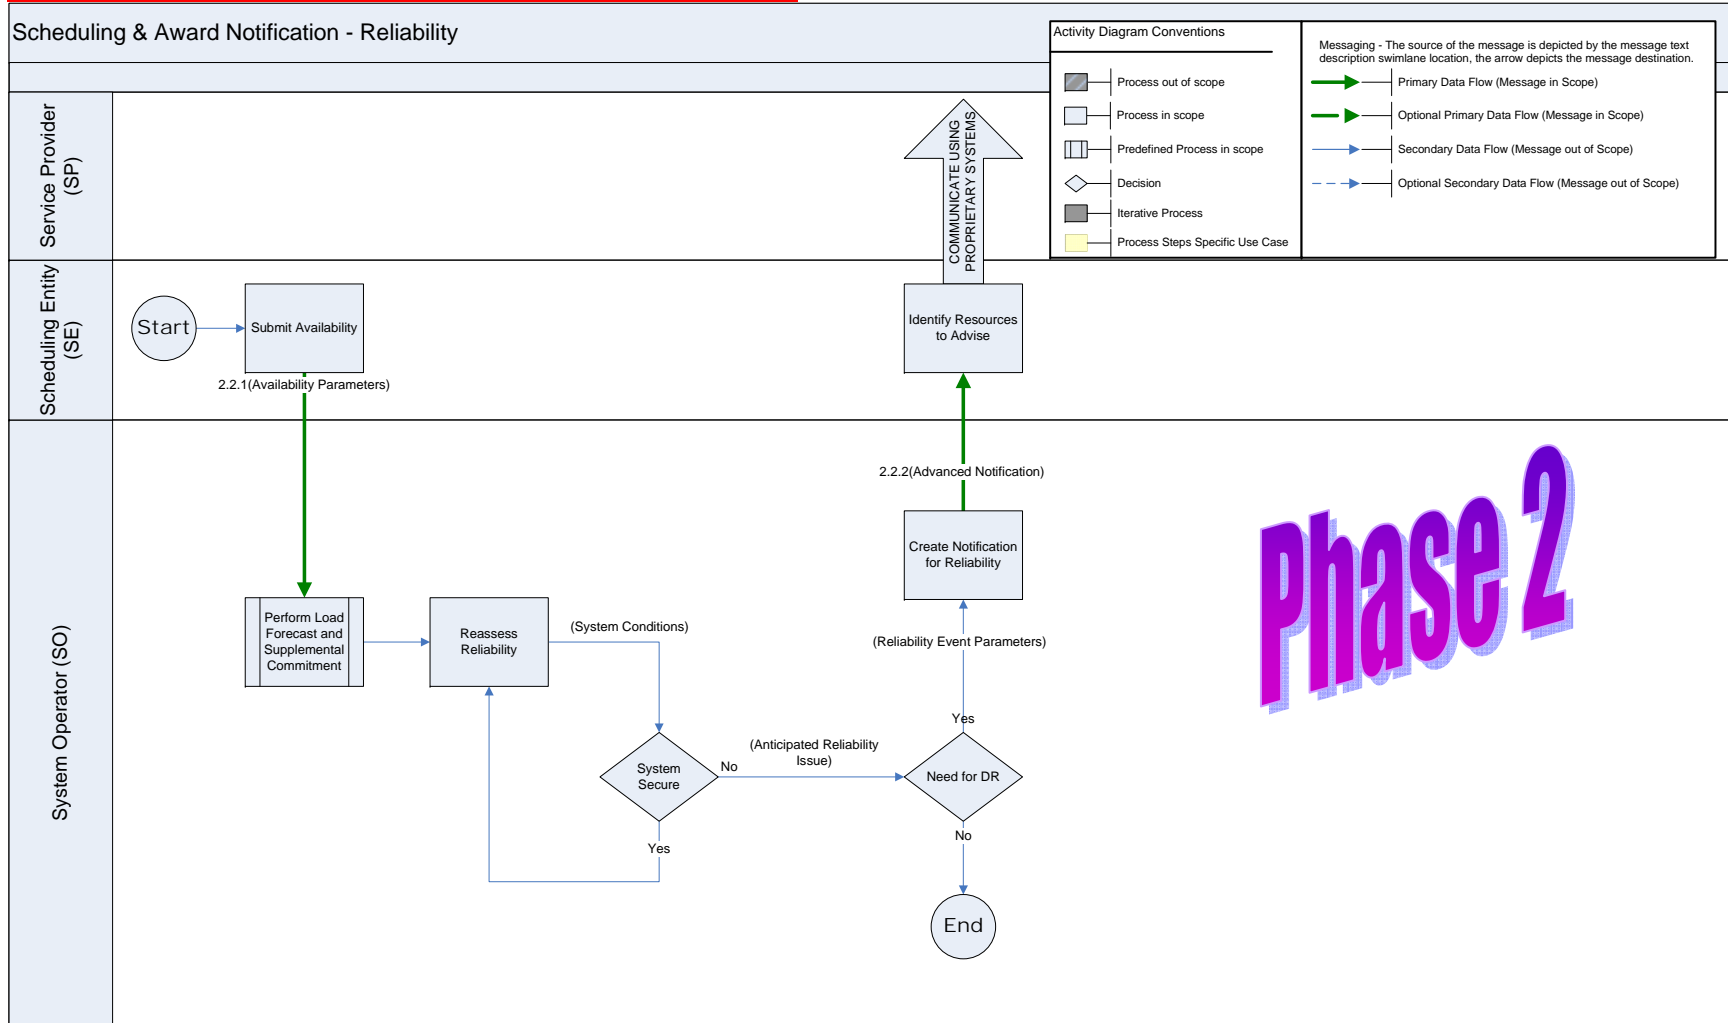 Scheduling & Award Notification - Reliability
Activity Diagram Conventions
Process out of scope
Process in scope
Predefined Process in scope
Decision
Iterative Process
Process Steps Specific Use Case
Messaging - The source of the message is depicted by the message text
description swimlane location, the arrow depicts the message destination.
Primary Data Flow (Message in Scope)
Optional Primary Data Flow (Message in Scope)
Secondary Data Flow (Message out of Scope)
Optional Secondary Data Flow (Message out of Scope)
Service Provider
(SP)
COMMUNICATE USING
PROPRIETARY SYSTEMS
Scheduling Entity
(SE)
Start
Submit Availability
2.2.1(Availability Parameters)
Identify Resources
to Advise
System Operator (SO)
2.2.2(Advanced Notification)
Create Notification
for Reliability
Perform Load
Forecast and
Supplemental
Commitment
Reassess
Reliability
(System Conditions)
(Reliability Event Parameters)
Yes
System
Secure
No
(Anticipated Reliability
Issue)
Need for DR
Yes
No
End
Phase 2